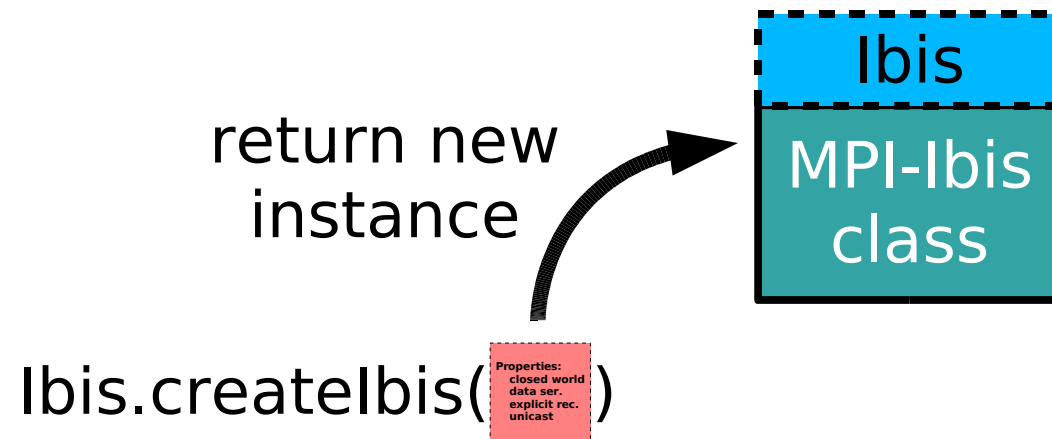 Ibis
return new
instance
MPI-Ibis
class
Ibis.createIbis(
Properties:
closed world
data ser.
explicit rec.
unicast
)